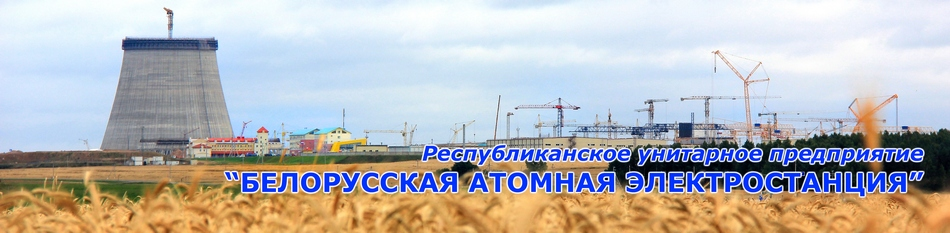 Республиканское унитарное предприятие
“БЕЛОРУССКАЯ АТОМНАЯ ЭЛЕКТРОСТАНЦИЯ”